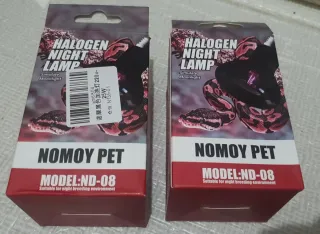 HALOGEN
NIGHT
LAMP
NOMOY PET
MODEL:ND-08
Suitable for night breeding environment
HALOGEN
NIGHT
LAMP
NOMOY PET
MODEL:ND-08
Suitable for night breeding environment